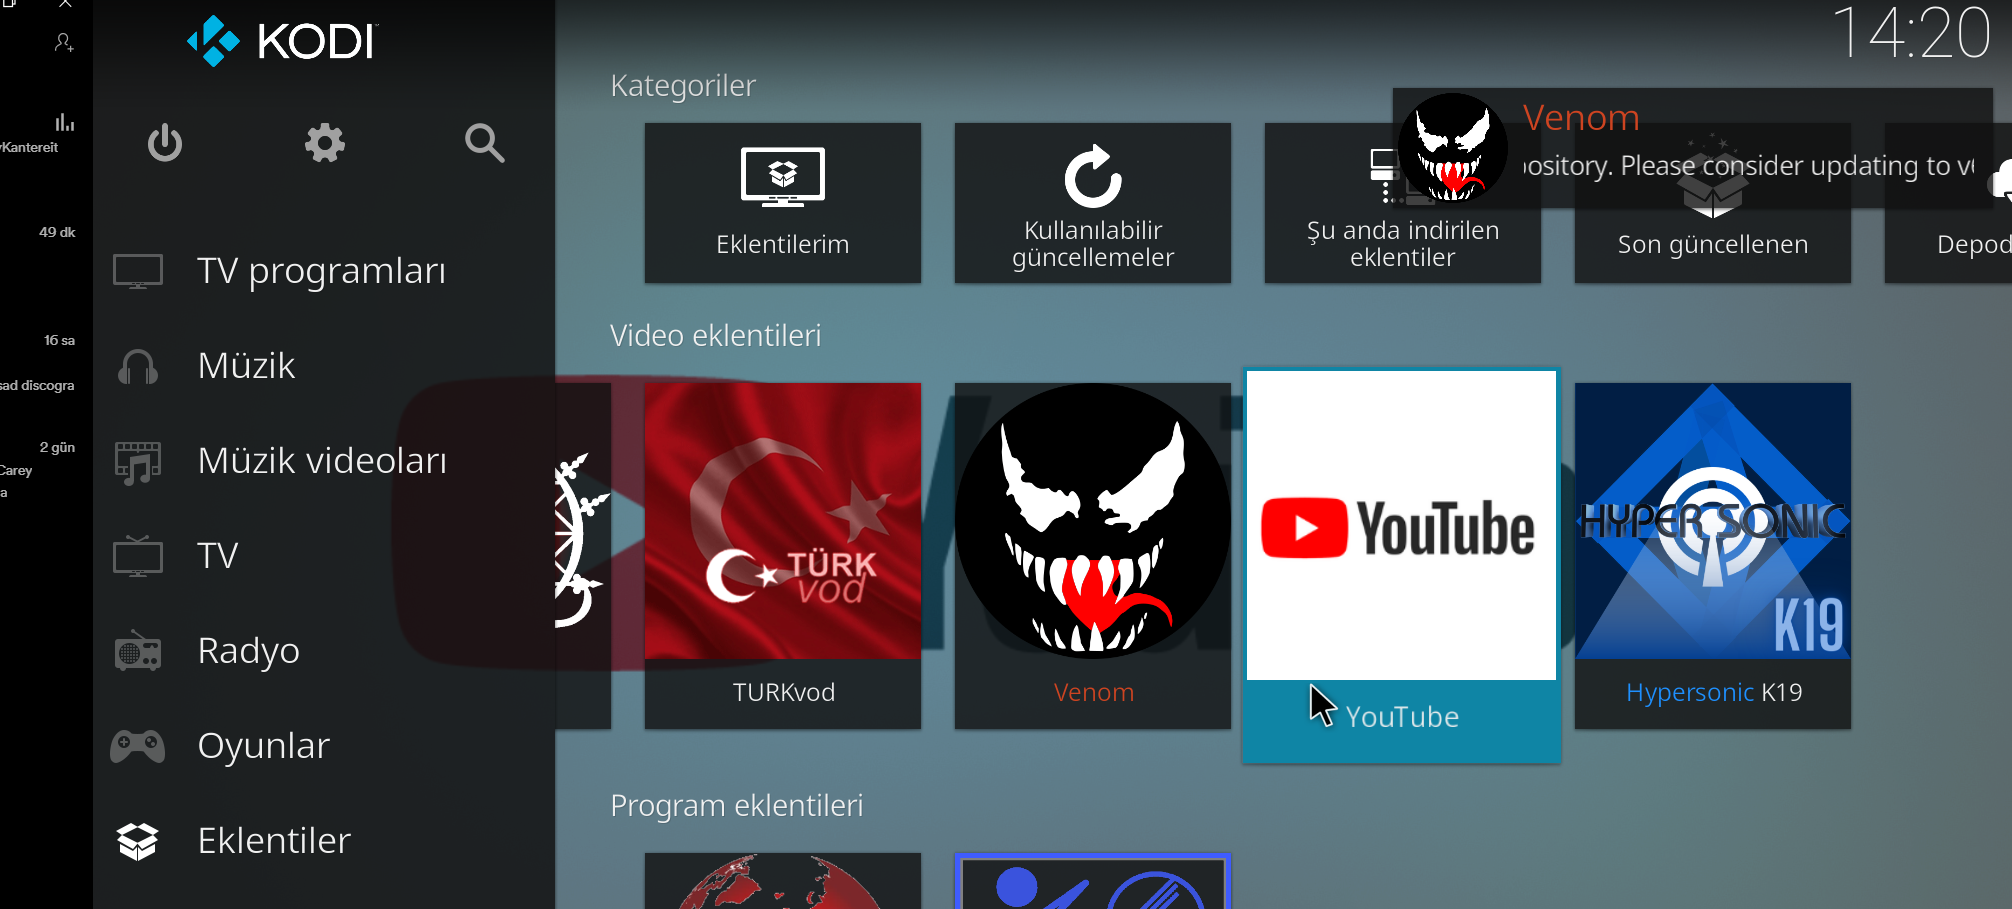 KODI
14:20
Kategoriler
Venom
ository. Please consider updating to v
Kantereit
49 dk
16 sa
sad discogra
2 gün
Carey
a
TV programları
Müzik
Müzik videoları
TV
Radyo
Oyunlar
Eklentiler
Eklentilerim
Kullanılabilir
güncellemeler
Şu anda indirilen
eklentiler
Son güncellenen
Depod
Video eklentileri
TÜRK
vod
TURKvod
Venom
YouTube
YouTube
HYPER SONIC
K19
Hypersonic K19
Program eklentileri